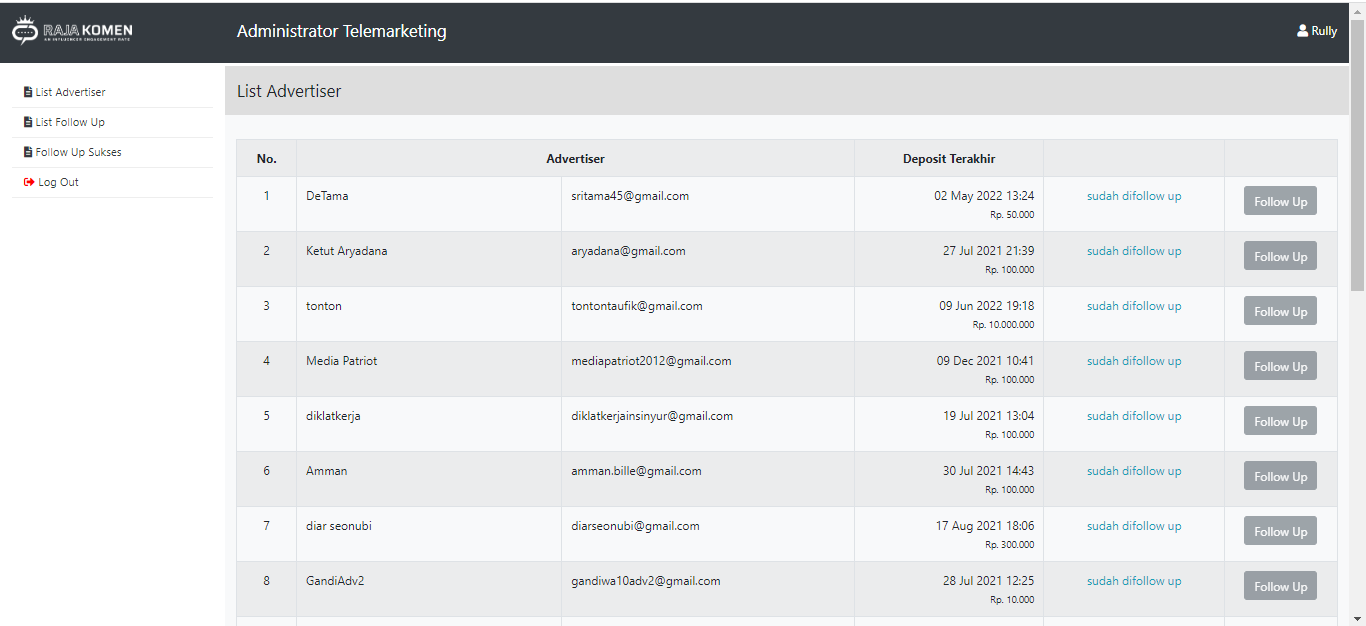 RAJA KOMEN
AN INFLUENCER ENGAGEMENT RATE
Administrator Telemarketing
Rully
List Advertiser
List Follow Up
Follow Up Sukses
Log Out
List Advertiser
No. Advertiser Deposit Terakhir
1 DeTama sritama45@gmail.com 02 May 2022 13:24 sudah difollow up Follow Up
Rp. 50.000
2 Ketut Aryadana aryadana@gmail.com 27 Jul 2021 21:39 sudah difollow up Follow Up
Rp. 100.000
3 tonton tontontaufik@gmail.com 09 Jun 2022 19:18 sudah difollow up Follow Up
Rp. 10.000.000
4 Media Patriot mediapatriot2012@gmail.com 09 Dec 2021 10:41 sudah difollow up Follow Up
Rp. 100.000
5 diklatkerja diklatkerjainsinyur@gmail.com 19 Jul 2021 13:04 sudah difollow up Follow Up
Rp. 100.000
6 Amman amman.bille@gmail.com 30 Jul 2021 14:43 sudah difollow up Follow Up
Rp. 100.000
7 diar seonubi diarseonubi@gmail.com 17 Aug 2021 18:06 sudah difollow up Follow Up
Rp. 300.000
8 GandiAdv2 gandiwa10adv2@gmail.com 28 Jul 2021 12:25 sudah difollow up Follow Up
Rp. 10.000